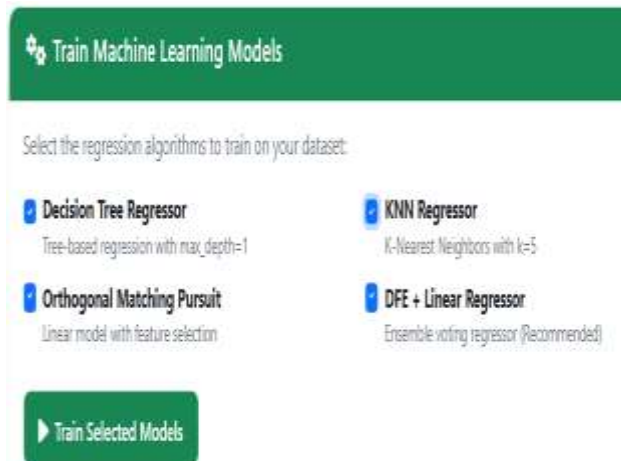 Train Machine Learning Models
Select the regression algorithms to train on your dataset:
Decision Tree Regressor
Tree-based regression with max_depth=1
KNN Regressor
K-Nearest Neighbors with k=5
Orthogonal Matching Pursuit
Linear model with feature selection
DFE + Linear Regressor
Ensemble voting regressor (Recommended)
Train Selected Models